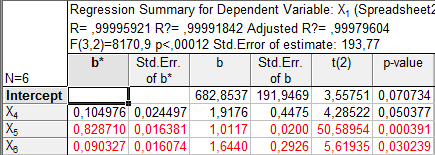 Regression Summary for Dependent Variable: X₁ (Spreadsheet2
R= ,99995921 R?= ,99991842 Adjusted R?= ,99979604
F(3,2)=8170,9 p<,00012 Std.Error of estimate: 193,77
N=6 b* Std.Err. of b* b Std.Err. of b t(2) p-value
Intercept 682,8537 191,9469 3,55751 0,070734
X₄ 0,104976 0,024497 1,9176 0,4475 4,28522 0,050377
X₅ 0,828710 0,016381 1,0117 0,0200 50,58954 0,000391
X₆ 0,090327 0,016074 1,6440 0,2926 5,61935 0,030239